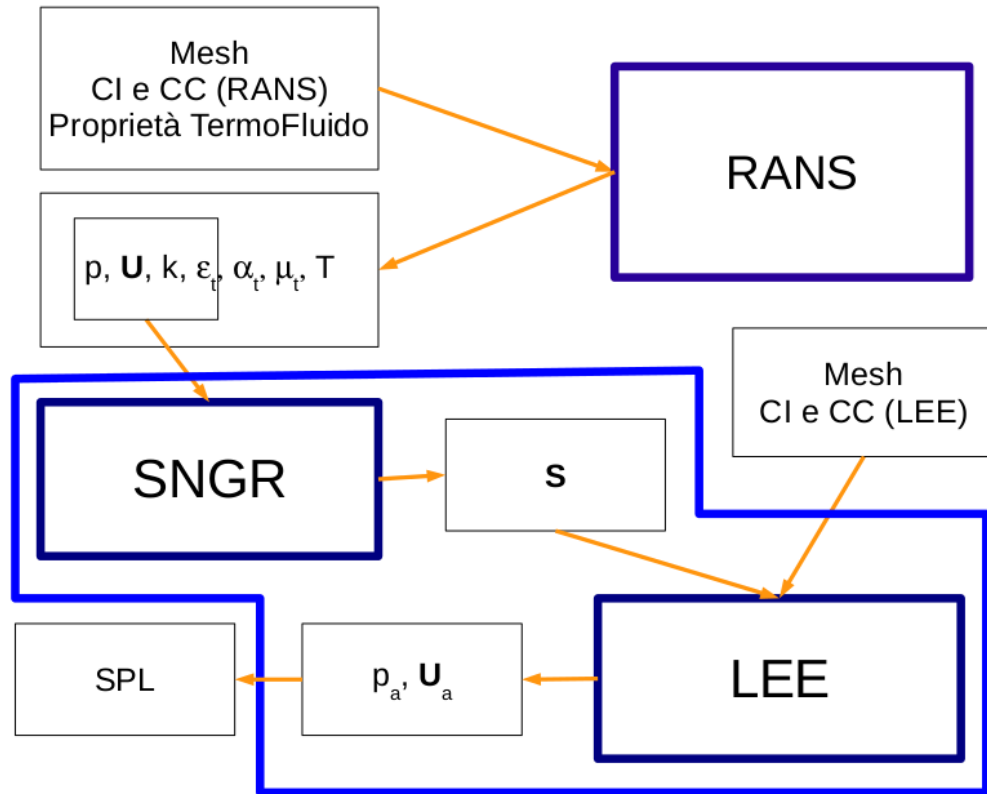 Mesh
CI e CC (RANS)
Proprietà TermoFluido
RANS
p, U, k, εₜ, αₜ, μₜ, T
Mesh
CI e CC (LEE)
SNGR
S
SPL
pₐ, Uₐ
LEE